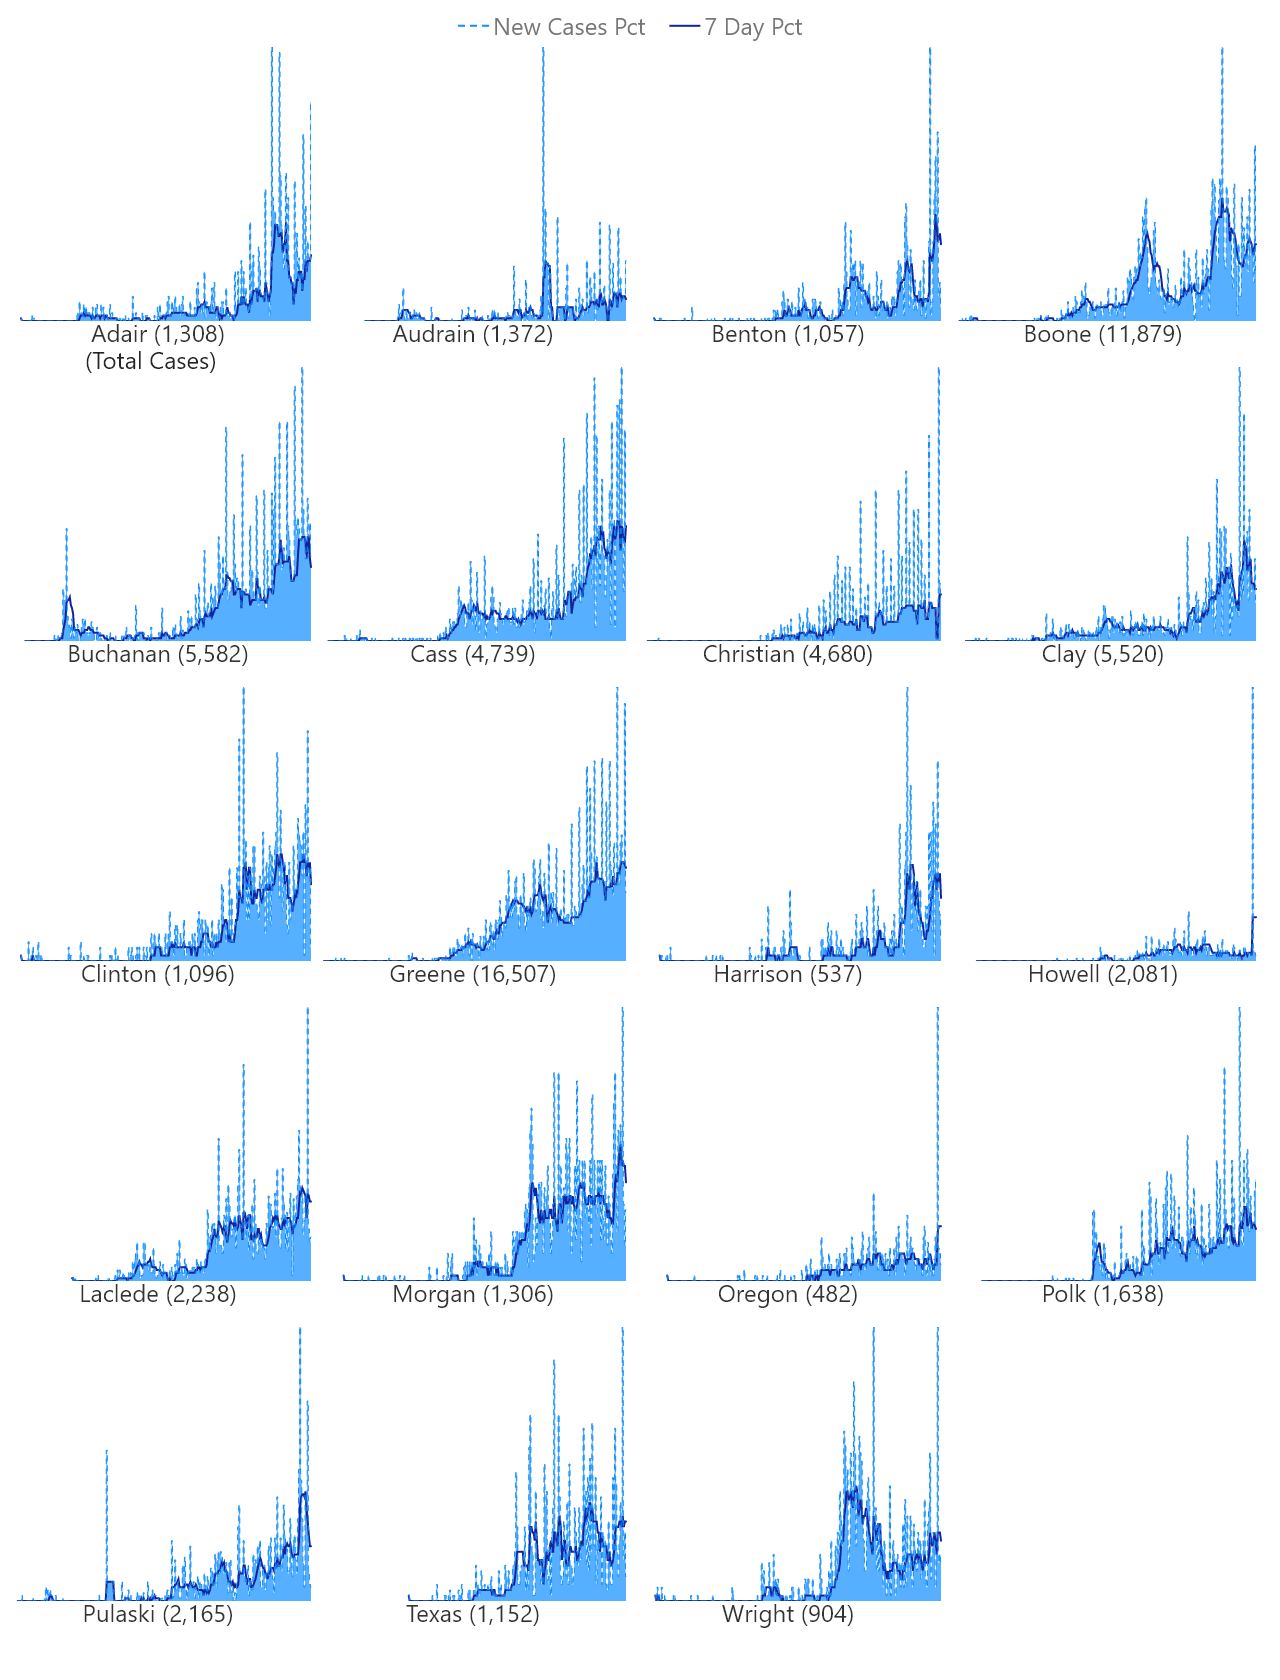 New Cases Pct 7 Day Pct
Adair (1,308) Audrain (1,372) Benton (1,057) Boone (11,879)
(Total Cases)
Buchanan (5,582) Cass (4,739) Christian (4,680) Clay (5,520)
Clinton (1,096) Greene (16,507) Harrison (537) Howell (2,081)
Laclede (2,238) Morgan (1,306) Oregon (482) Polk (1,638)
Pulaski (2,165) Texas (1,152) Wright (904)